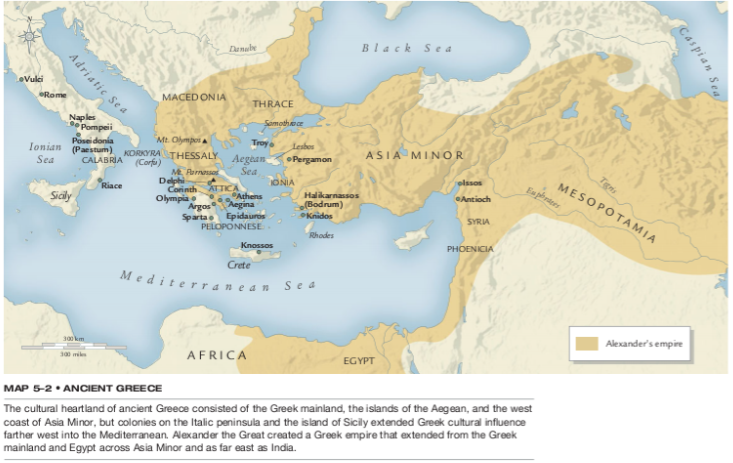 Danube
Black Sea
Caspian Sea
Vulci
Rome
Adriatic Sea
MACEDONIA
THRACE
Naples
Pompeii
Samothrace
Ionian
Sea
Poseidonia
(Paestum)
KORKYRA
(Corfu)
Mt. Olympos
Troy
Lesbos
CALABRIA
THESSALY
Aegean
Sea
Pergamon
ASIA MINOR
Mt. Parnassos
Delphi
Riace
Sicily
Corinth
ATTICA
IONIA
Issos
Tigris
Euphrates
MESOPOTAMIA
Olympia
Athens
Halikarnassos
(Bodrum)
Antioch
Argos
Aegina
Sparta
Epidauros
Knidos
SYRIA
PELOPONNESE
Rhodes
Knossos
PHOENICIA
Crete
Mediterranean Sea
300 km
300 miles
AFRICA
EGYPT
Alexander's empire
MAP 5–2 • ANCIENT GREECE
The cultural heartland of ancient Greece consisted of the Greek mainland, the islands of the Aegean, and the west
coast of Asia Minor, but colonies on the Italic peninsula and the island of Sicily extended Greek cultural influence
farther west into the Mediterranean. Alexander the Great created a Greek empire that extended from the Greek
mainland and Egypt across Asia Minor and as far east as India.